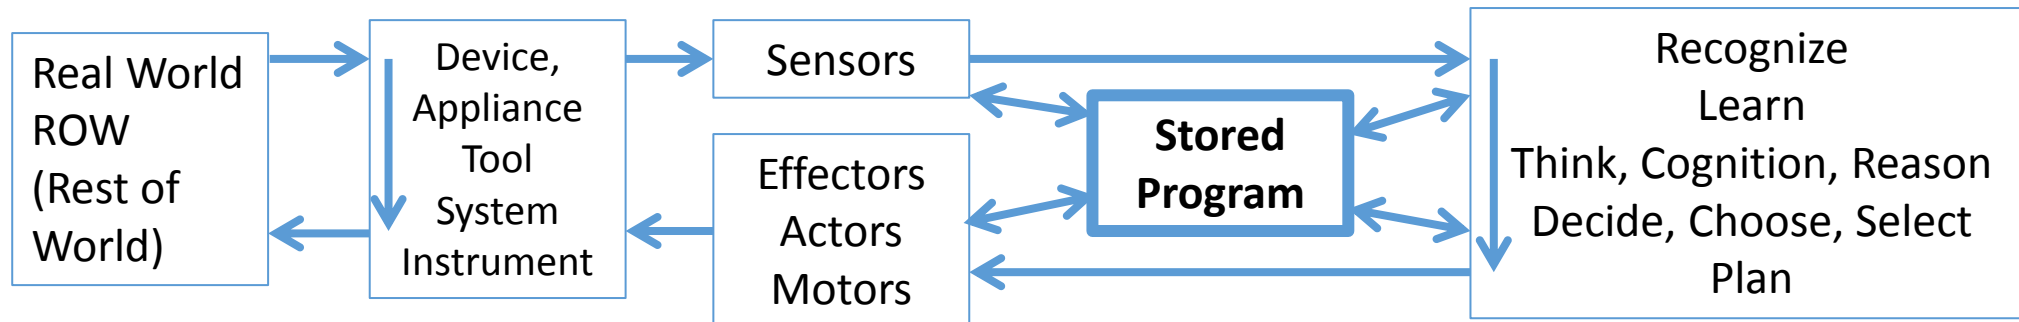 Real World
ROW
(Rest of
World)
Device,
Appliance
Tool
System
Instrument
Sensors
Effectors
Actors
Motors
Stored
Program
Recognize
Learn
Think, Cognition, Reason
Decide, Choose, Select
Plan